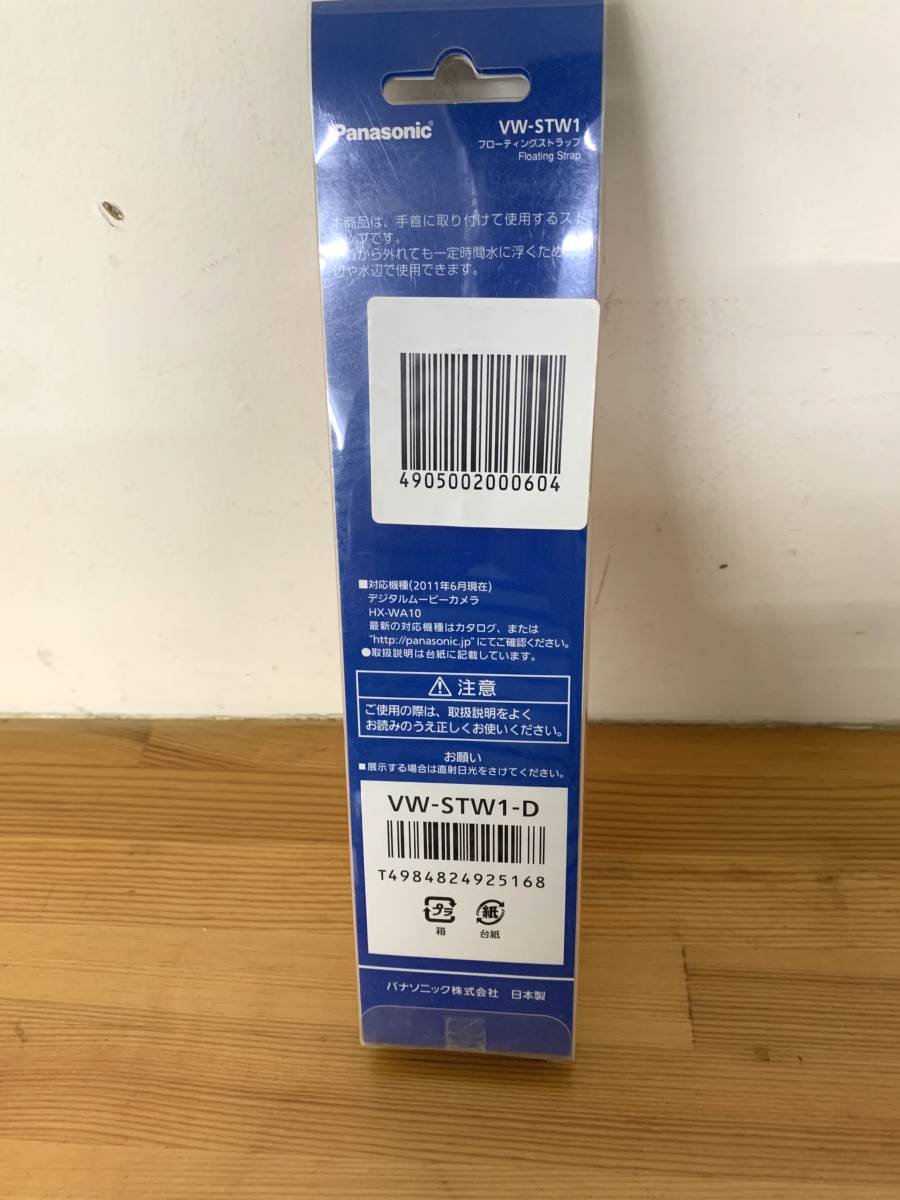 Panasonic
VW-STW1
フローティングストラップ
Floating Strap
本商品は、手首に取り付けて使用するスト
ップです。
から外れても一定時間水に浮くため
辺や水辺で使用できます。
4905002000604
■対応機種(2011年6月現在)
デジタルムービーカメラ
HX-WA10
最新の対応機種はカタログ、または
"http://panasonic.jp"にてご確認ください。
●取扱説明は台紙に記載しています。
注意
ご使用の際は、取扱説明をよく
お読みのうえ正しくお使いください。
お願い
■展示する場合は直射日光をさけてください。
VW-STW1-D
T4984824925168
プラ 紙
箱 台紙
パナソニック株式会社 日本製